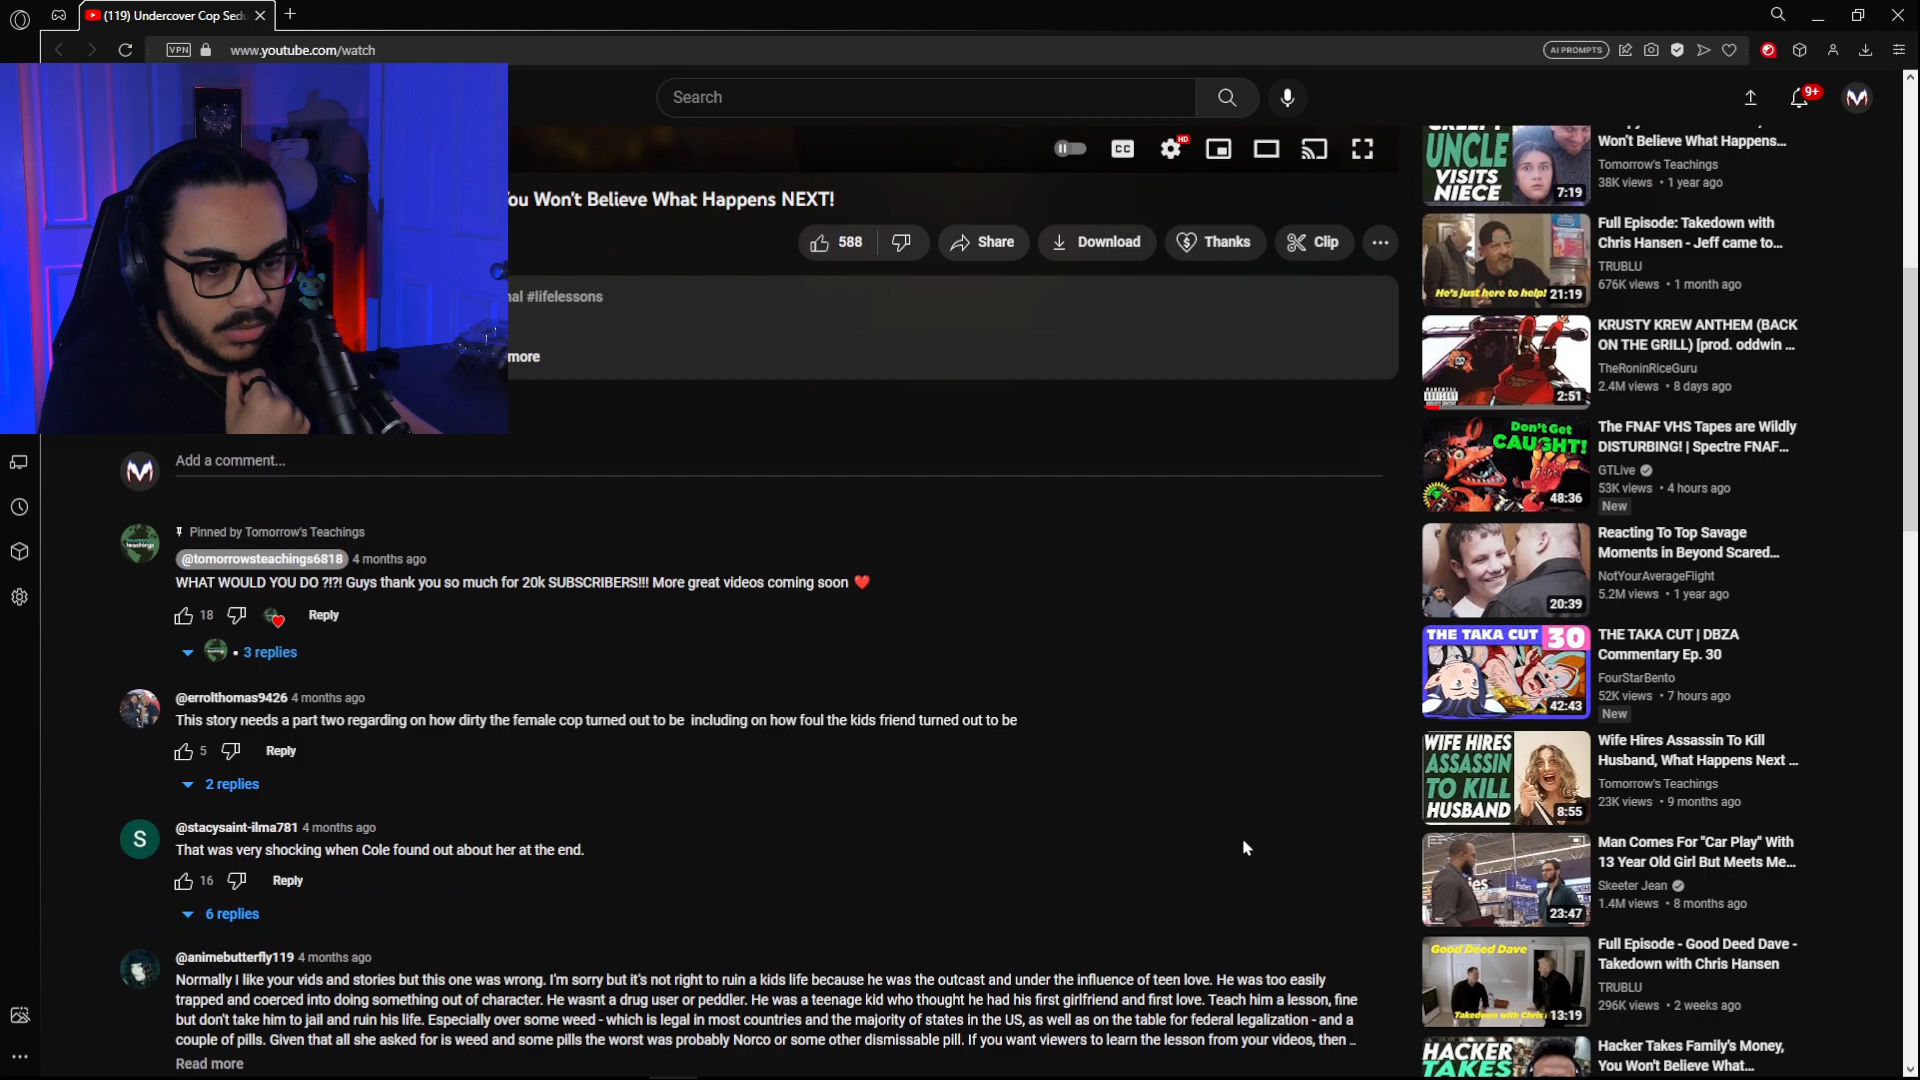 (119) Undercover Cop Sedu
VPN
www.youtube.com/watch
AI PROMPTS
Search
9+
HD
CC
You Won't Believe What Happens NEXT!
588
Share
Download
Thanks
Clip
nal #lifelessons
more
Add a comment...
Pinned by Tomorrow's Teachings
@tomorrowsteachings6818 4 months ago
WHAT WOULD YOU DO ?!?! Guys thank you so much for 20k SUBSCRIBERS!!! More great videos coming soon ❤️
18
Reply
• 3 replies
@errolthomas9426 4 months ago
This story needs a part two regarding on how dirty the female cop turned out to be including on how foul the kids friend turned out to be
5
Reply
2 replies
S
@stacysaint-ilma781 4 months ago
That was very shocking when Cole found out about her at the end.
16
Reply
6 replies
@animebutterfly119 4 months ago
Normally I like your vids and stories but this one was wrong. I'm sorry but it's not right to ruin a kids life because he was the outcast and under the influence of teen love. He was too easily
trapped and coerced into doing something out of character. He wasnt a drug user or peddler. He was a teenage kid who thought he had his first girlfriend and first love. Teach him a lesson, fine
but don't take him to jail and ruin his life. Especially over some weed - which is legal in most countries and the majority of states in the US, as well as on the table for federal legalization - and a
couple of pills. Given that all she asked for is weed and some pills the worst was probably Norco or some other dismissable pill. If you want viewers to learn the lesson from your videos, then ...
Read more
CREEPY
UNCLE
VISITS
NIECE
7:19
Won't Believe What Happens...
Tomorrow's Teachings
38K views • 1 year ago
He's just here to help!
21:19
Full Episode: Takedown with
Chris Hansen - Jeff came to...
TRUBLU
676K views • 1 month ago
2:51
KRUSTY KREW ANTHEM (BACK
ON THE GRILL) [prod. oddwin ...
TheRoninRiceGuru
2.4M views • 8 days ago
Don't Get
CAUGHT!
48:36
The FNAF VHS Tapes are Wildly
DISTURBING! | Spectre FNAF...
GTLive
53K views • 4 hours ago
New
20:39
Reacting To Top Savage
Moments in Beyond Scared...
NotYourAverageFlight
5.2M views • 1 year ago
THE TAKA CUT 30
42:43
THE TAKA CUT | DBZA
Commentary Ep. 30
FourStarBento
52K views • 7 hours ago
New
WIFE HIRES
ASSASSIN
TO KILL
HUSBAND
8:55
Wife Hires Assassin To Kill
Husband, What Happens Next ...
Tomorrow's Teachings
23K views • 9 months ago
23:47
Man Comes For "Car Play" With
13 Year Old Girl But Meets Me...
Skeeter Jean
1.4M views • 8 months ago
Good Deed Dave
Takedown with Chris
13:19
Full Episode - Good Deed Dave -
Takedown with Chris Hansen
TRUBLU
296K views • 2 weeks ago
HACKER
TAKES
Hacker Takes Family's Money,
You Won't Believe What...